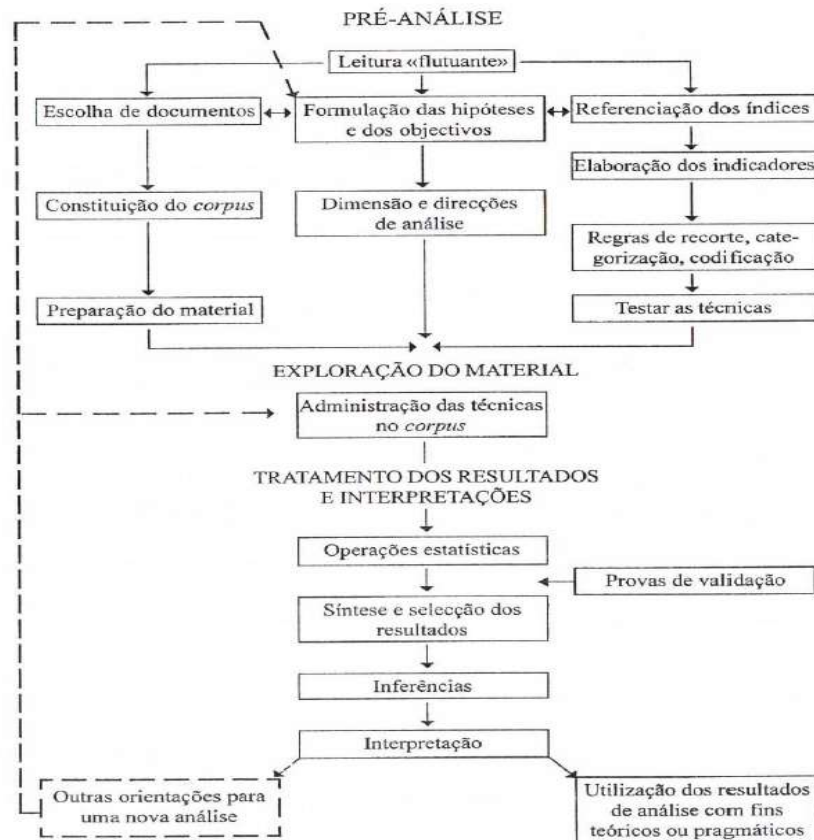 PRÉ-ANÁLISE
Leitura «flutuante»
Escolha de documentos
Formulação das hipóteses
e dos objectivos
Referenciação dos índices
Elaboração dos indicadores
Constituição do corpus
Dimensão e direcções
de análise
Regras de recorte, cate-
gorização, codificação
Preparação do material
Testar as técnicas
EXPLORAÇÃO DO MATERIAL
Administração das técnicas
no corpus
TRATAMENTO DOS RESULTADOS
E INTERPRETAÇÕES
Operações estatísticas
Provas de validação
Síntese e selecção dos
resultados
Inferências
Interpretação
Outras orientações para
uma nova análise
Utilização dos resultados
de análise com fins
teóricos ou pragmáticos